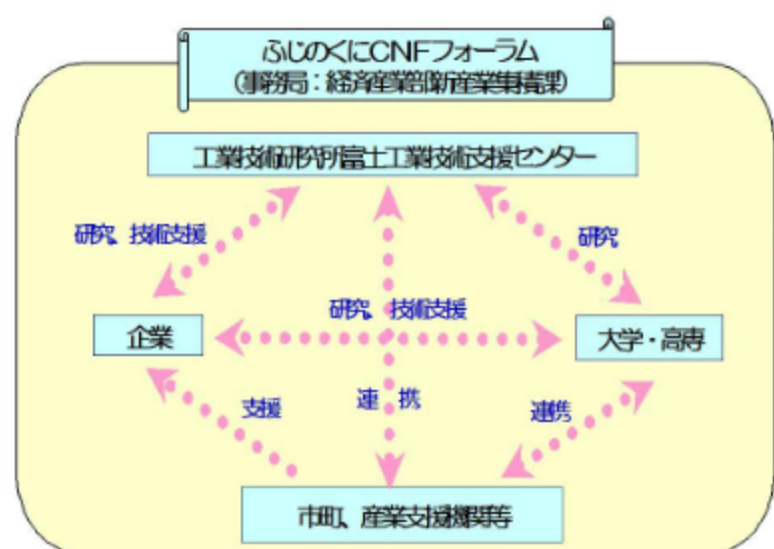 ふじのくにCNFフォーラム
(事務局：経済産業部新産業集積課)
工業技術研究所富士工業技術支援センター
研究、技術支援
研究
研究、技術支援
企業
大学・高専
支援
連 携
連携
市町、産業支援機関等